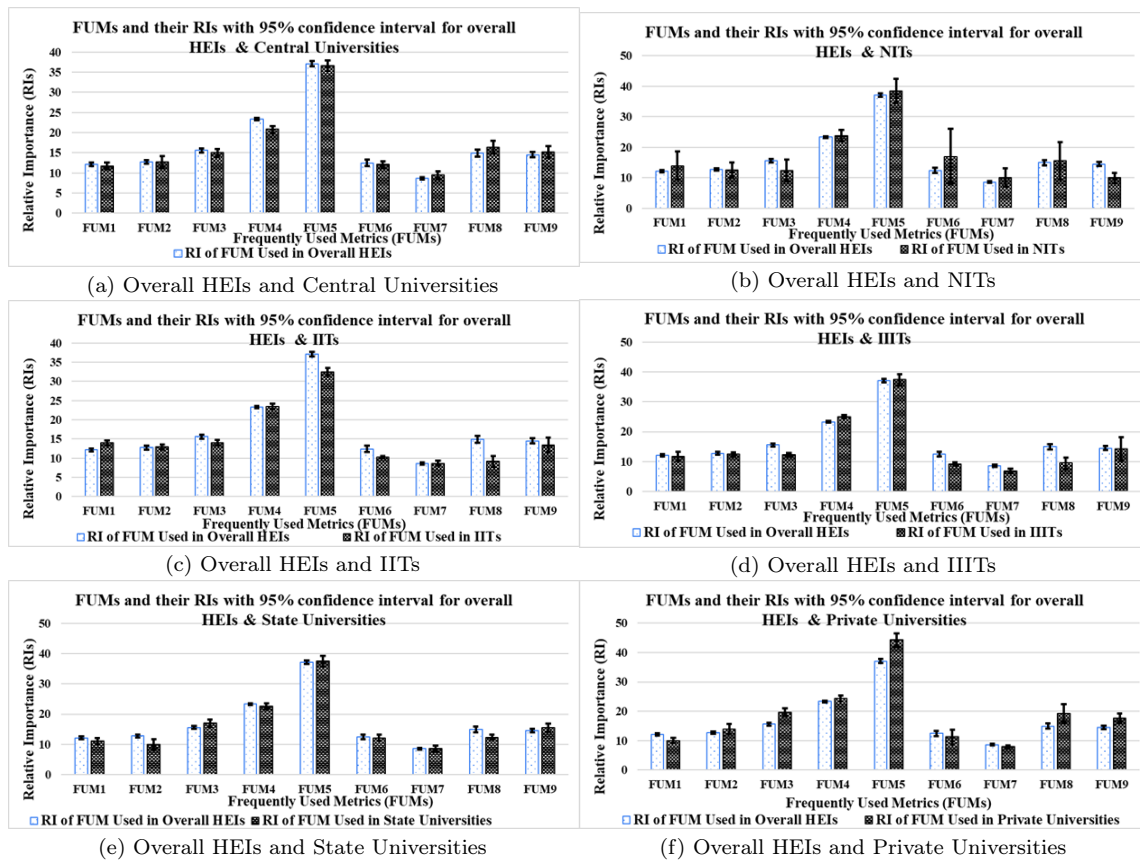 FUMs and their RIs with 95% confidence interval for overall
HEIs & Central Universities
Relative Importance (RIs)
40
35
30
25
20
15
10
5
0
FUM1 FUM2 FUM3 FUM4 FUM5 FUM6 FUM7 FUM8 FUM9
Frequently Used Metrics (FUMs)
RI of FUM Used in Overall HEIs RI of FUM Used in Central Universities
(a) Overall HEIs and Central Universities
FUMs and their RIs with 95% confidence interval for overall
HEIs & NITs
Relative Importance (RIs)
50
40
30
20
10
0
FUM1 FUM2 FUM3 FUM4 FUM5 FUM6 FUM7 FUM8 FUM9
Frequently Used Metrics (FUMs)
RI of FUM Used in Overall HEIs RI of FUM Used in NITs
(b) Overall HEIs and NITs
FUMs and their RIs with 95% confidence interval for overall
HEIs & IITs
Relative Importance (RIs)
40
35
30
25
20
15
10
5
0
FUM1 FUM2 FUM3 FUM4 FUM5 FUM6 FUM7 FUM8 FUM9
Frequently Used Metrics (FUMs)
RI of FUM Used in Overall HEIs RI of FUM Used in IITs
(c) Overall HEIs and IITs
FUMs and their RIs with 95% confidence interval for overall
HEIs & IIITs
Relative Importance (RIs)
50
40
30
20
10
0
FUM1 FUM2 FUM3 FUM4 FUM5 FUM6 FUM7 FUM8 FUM9
Frequently Used Metrics (FUMs)
RI of FUM Used in Overall HEIs RI of FUM Used in IIITs
(d) Overall HEIs and IIITs
FUMs and their RIs with 95% confidence interval for overall
HEIs & State Universities
Relative Importance (RIs)
50
40
30
20
10
0
FUM1 FUM2 FUM3 FUM4 FUM5 FUM6 FUM7 FUM8 FUM9
Frequently Used Metrics (FUMs)
RI of FUM Used in Overall HEIs RI of FUM Used in State Universities
(e) Overall HEIs and State Universities
FUMs and their RIs with 95% confidence interval for overall
HEIs & Private Universities
Relative Importance (RI)
50
40
30
20
10
0
FUM1 FUM2 FUM3 FUM4 FUM5 FUM6 FUM7 FUM8 FUM9
Frequently Used Metrics (FUMs)
RI of FUM Used in Overall HEIs RI of FUM Used in Private Universities
(f) Overall HEIs and Private Universities